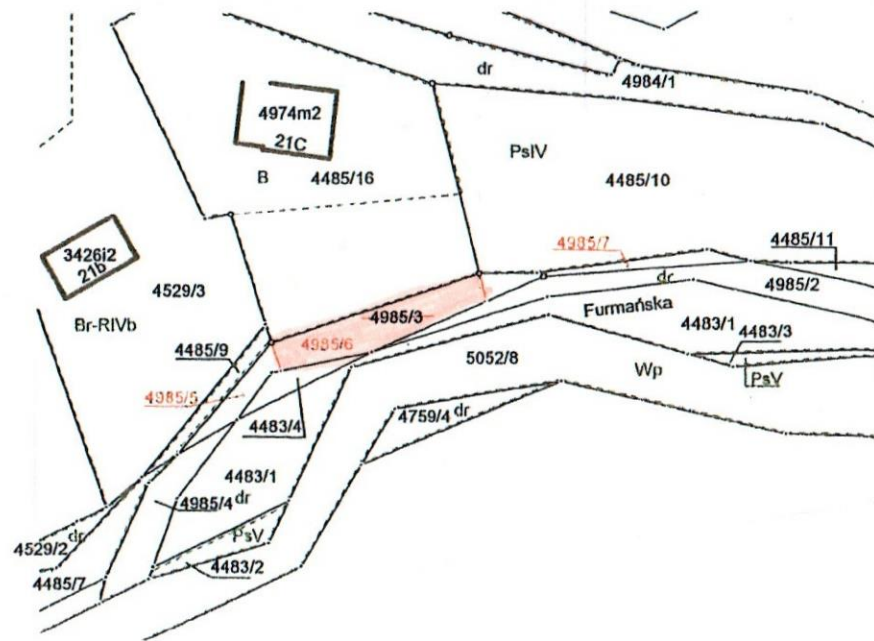 dr
4984/1
4974m2
21C
PsIV
B
4485/16
4485/10
4985/7
4485/11
3426i2
21b
4529/3
dr
4985/2
4985/3
Furmańska
Br-RIVb
4985/6
4483/1
4483/3
4485/9
5052/8
Wp
PsV
4985/5
4483/4
4759/4
dr
4483/1
4985/4
dr
PsV
dr
4529/2
4483/2
4485/7